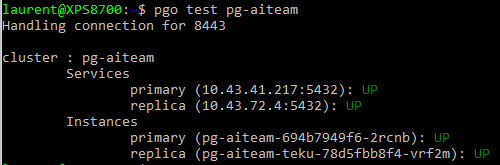 laurent@XPS8700:~$ pgo test pg-aiteam
Handling connection for 8443
cluster : pg-aiteam
Services
primary (10.43.41.217:5432): UP
replica (10.43.72.4:5432): UP
Instances
primary (pg-aiteam-694b7949f6-2rcnb): UP
replica (pg-aiteam-teku-78d5fbb8f4-vrf2m): UP